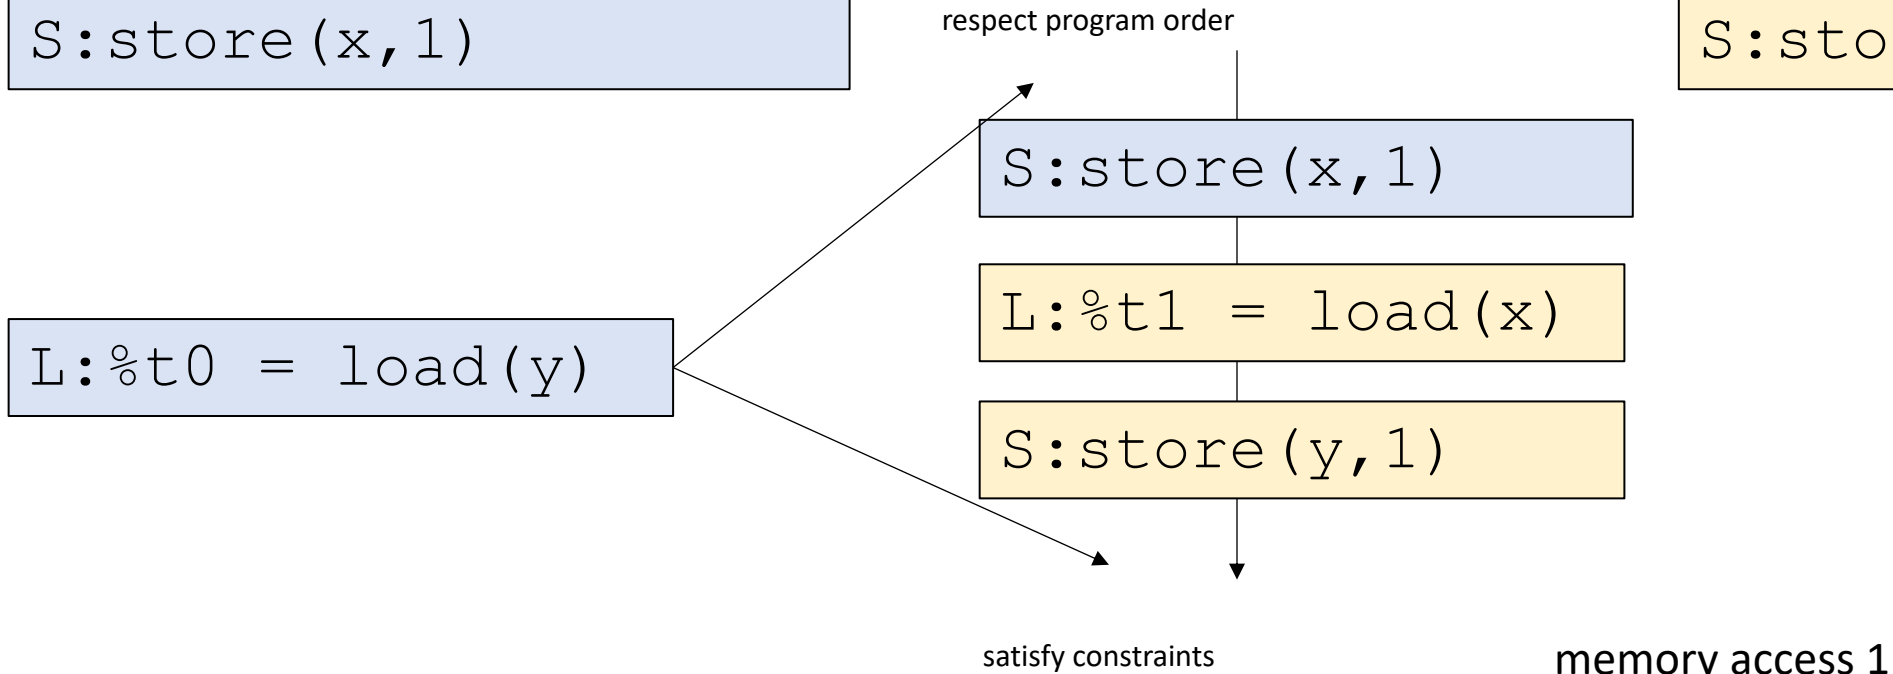 S:store(x,1)
respect program order
S:sto
S:store(x,1)
L:%t1 = load(x)
L:%t0 = load(y)
S:store(y,1)
satisfy constraints
memory access 1